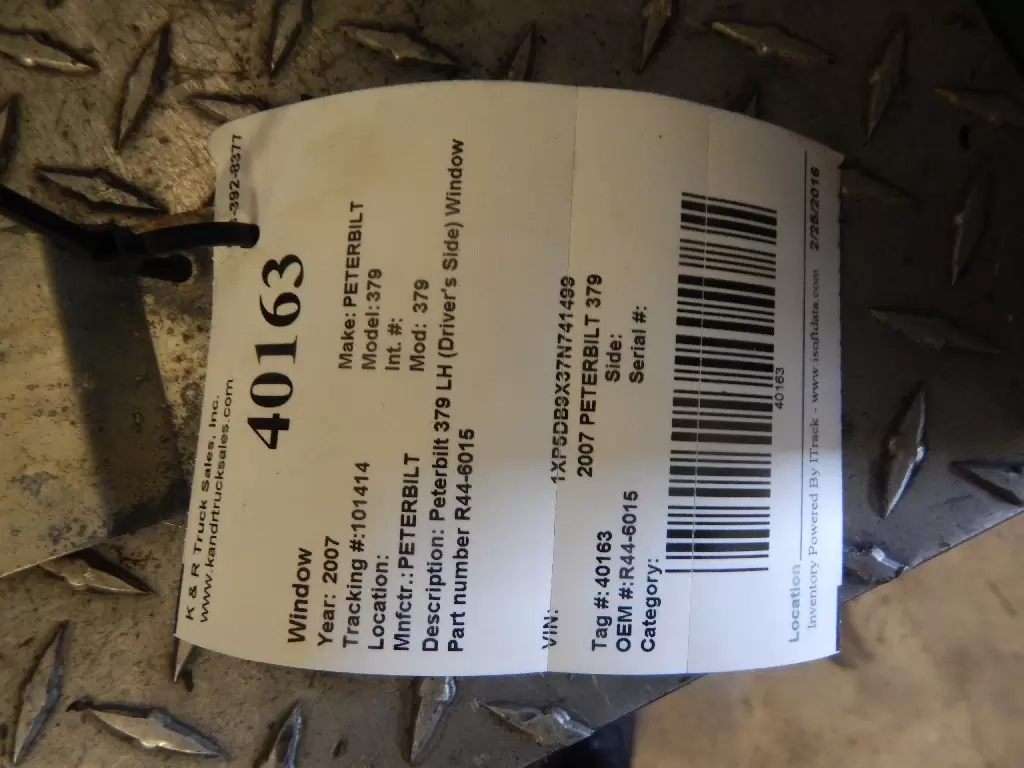 K & R Truck Sales, Inc.
www.kandrtrucksales.com
-392-8377
40163
Window
Year: 2007
Make: PETERBILT
Tracking #:101414
Model: 379
Location:
Int. #:
Mnfctr.: PETERBILT
Mod: 379
Description: Peterbilt 379 LH (Driver's Side) Window
Part number R44-6015
VIN:
1XP5DB9X37N741499
2007 PETERBILT 379
Tag #: 40163
Side:
OEM #:R44-6015
Serial #:
Category:
40163
Location
Inventory Powered By ITrack - www.isoftdata.com 2/26/2016